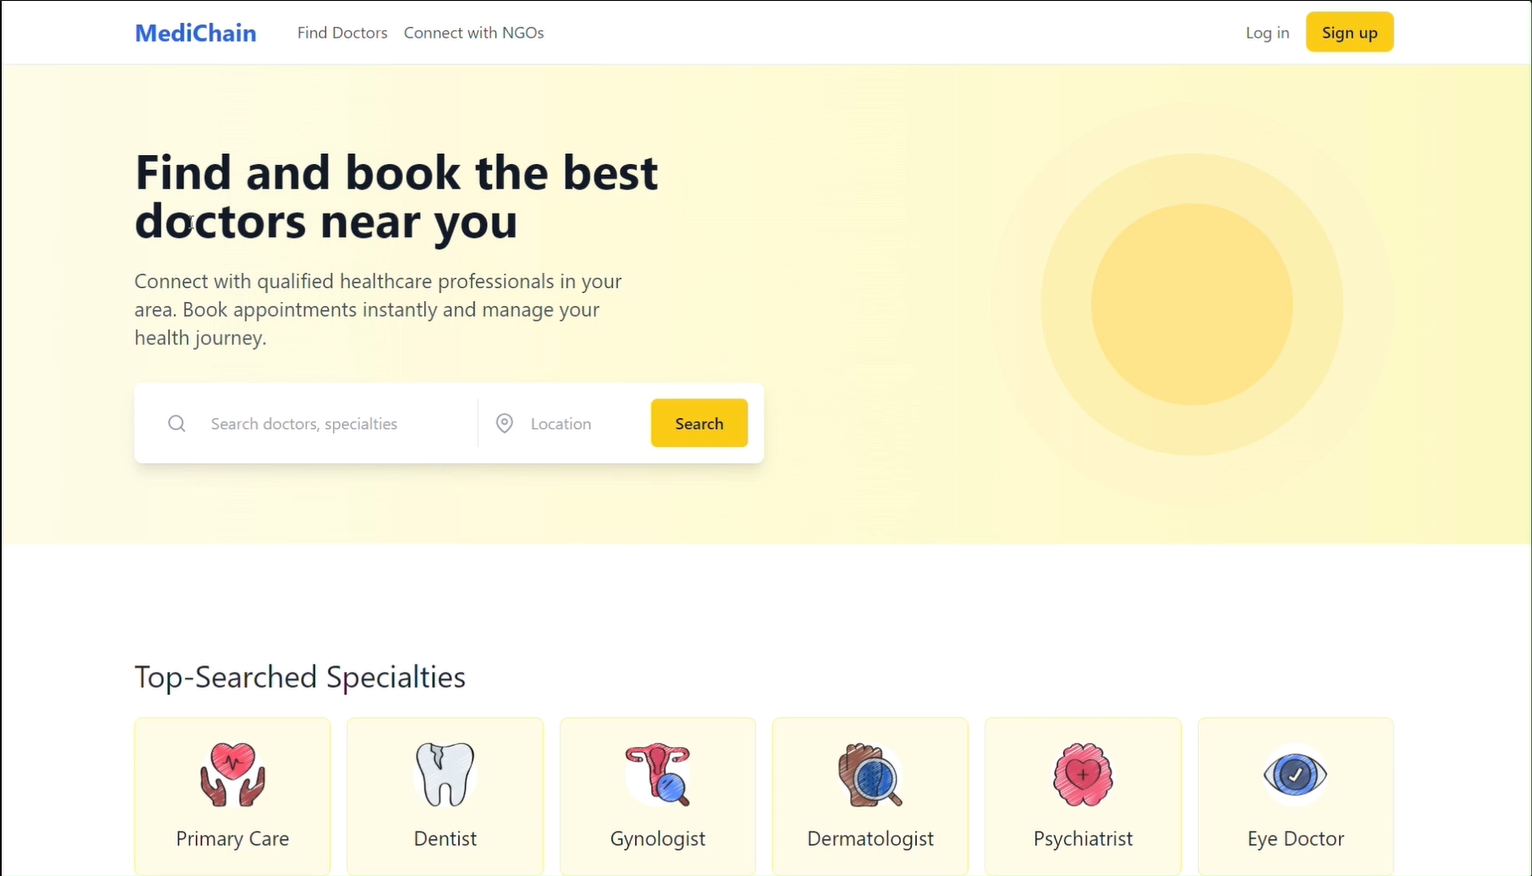 MediChain
Find Doctors
Connect with NGOs
Log in
Sign up
Find and book the best
doctors near you
Connect with qualified healthcare professionals in your
area. Book appointments instantly and manage your
health journey.
Search doctors, specialties
Location
Search
Top-Searched Specialties
Primary Care
Dentist
Gynologist
Dermatologist
Psychiatrist
Eye Doctor